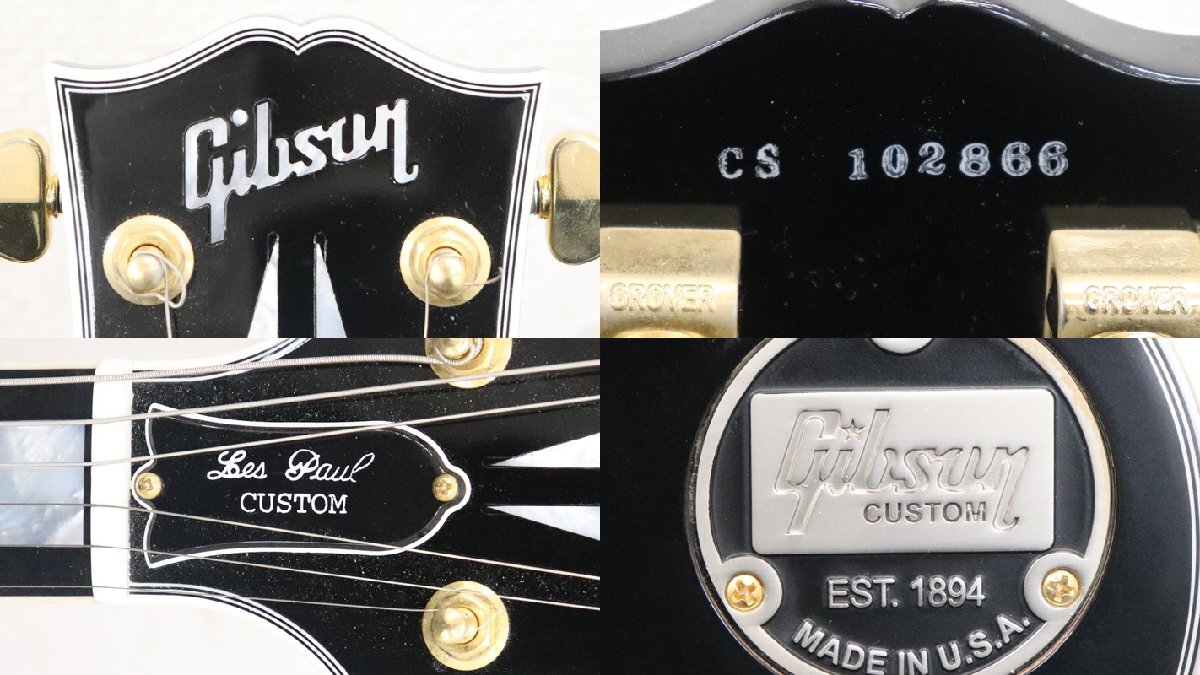 Gibson
CS 102866
GROVER GROVER
Les Paul
CUSTOM
Gibson
CUSTOM
EST. 1894
MADE IN U.S.A.